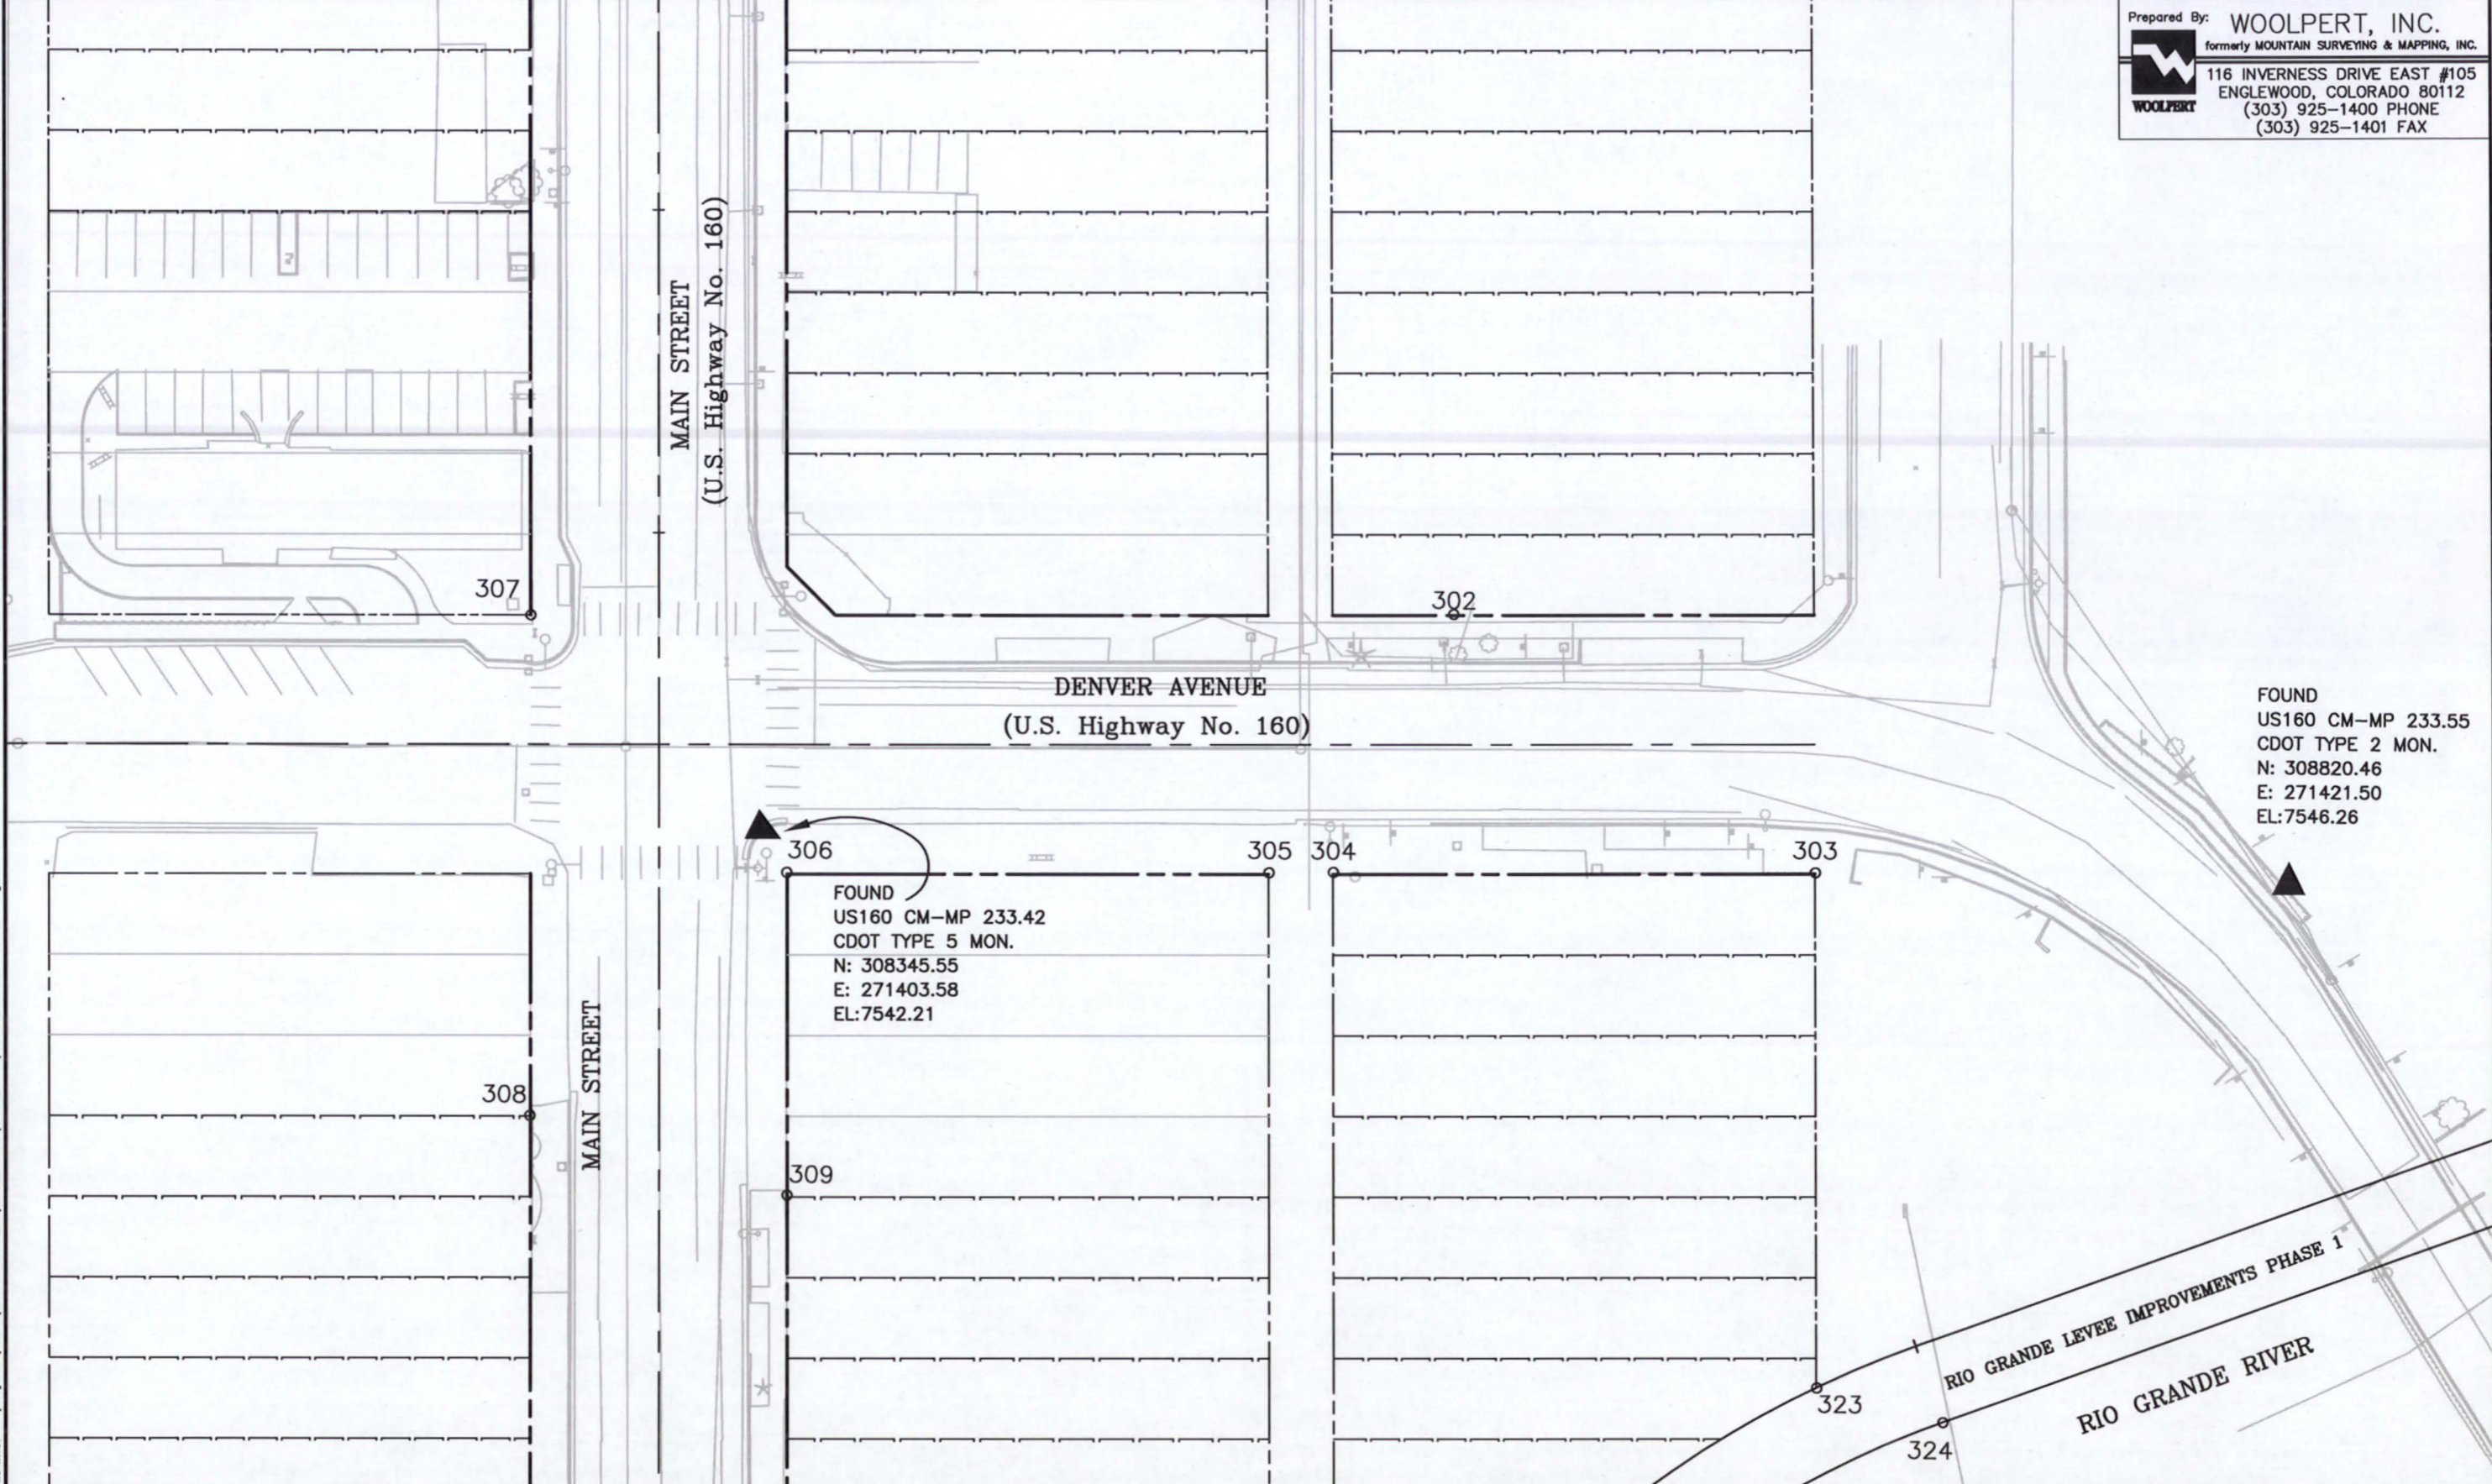 Prepared By: WOOLPERT, INC.
formerly MOUNTAIN SURVEYING & MAPPING, INC.
116 INVERNESS DRIVE EAST #105
ENGLEWOOD, COLORADO 80112
(303) 925-1400 PHONE
(303) 925-1401 FAX
WOOLPERT
MAIN STREET
(U.S. Highway No. 160)
307
302
DENVER AVENUE
(U.S. Highway No. 160)
FOUND
US160 CM-MP 233.55
CDOT TYPE 2 MON.
N: 308820.46
E: 271421.50
EL:7546.26
306
305
304
303
FOUND
US160 CM-MP 233.42
CDOT TYPE 5 MON.
N: 308345.55
E: 271403.58
EL:7542.21
308
MAIN STREET
309
RIO GRANDE LEVEE IMPROVEMENTS PHASE 1
RIO GRANDE RIVER
323
324